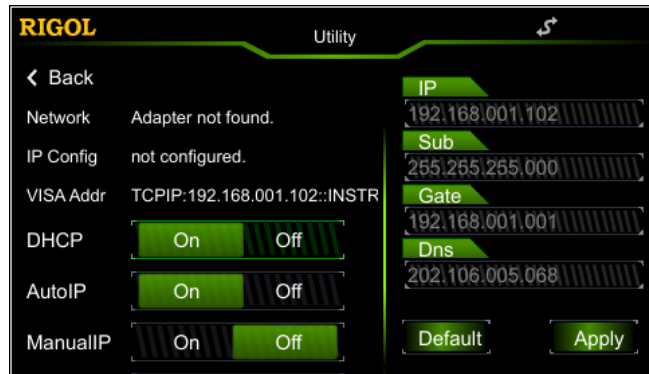 RIGOL
Utility
Back
Network Adapter not found.
IP Config not configured.
VISA Addr TCPIP:192.168.001.102::INSTR
DHCP On Off
AutoIP On Off
ManualIP On Off
IP
192.168.001.102
Sub
255.255.255.000
Gate
192.168.001.001
Dns
202.106.005.068
Default Apply